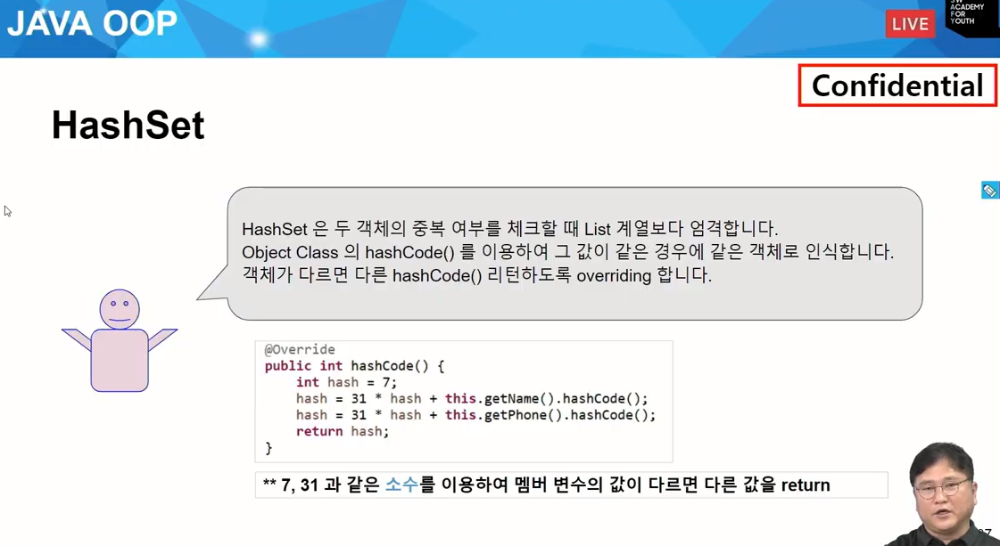 JAVA OOP
LIVE
SW
ACADEMY
FOR
YOUTH
Confidential
HashSet
HashSet 은 두 객체의 중복 여부를 체크할 때 List 계열보다 엄격합니다.
Object Class 의 hashCode() 를 이용하여 그 값이 같은 경우에 같은 객체로 인식합니다.
객체가 다르면 다른 hashCode() 리턴하도록 overriding 합니다.
@Override
public int hashCode() {
int hash = 7;
hash = 31 * hash + this.getName().hashCode();
hash = 31 * hash + this.getPhone().hashCode();
return hash;
}
** 7, 31 과 같은 소수를 이용하여 멤버 변수의 값이 다르면 다른 값을 return